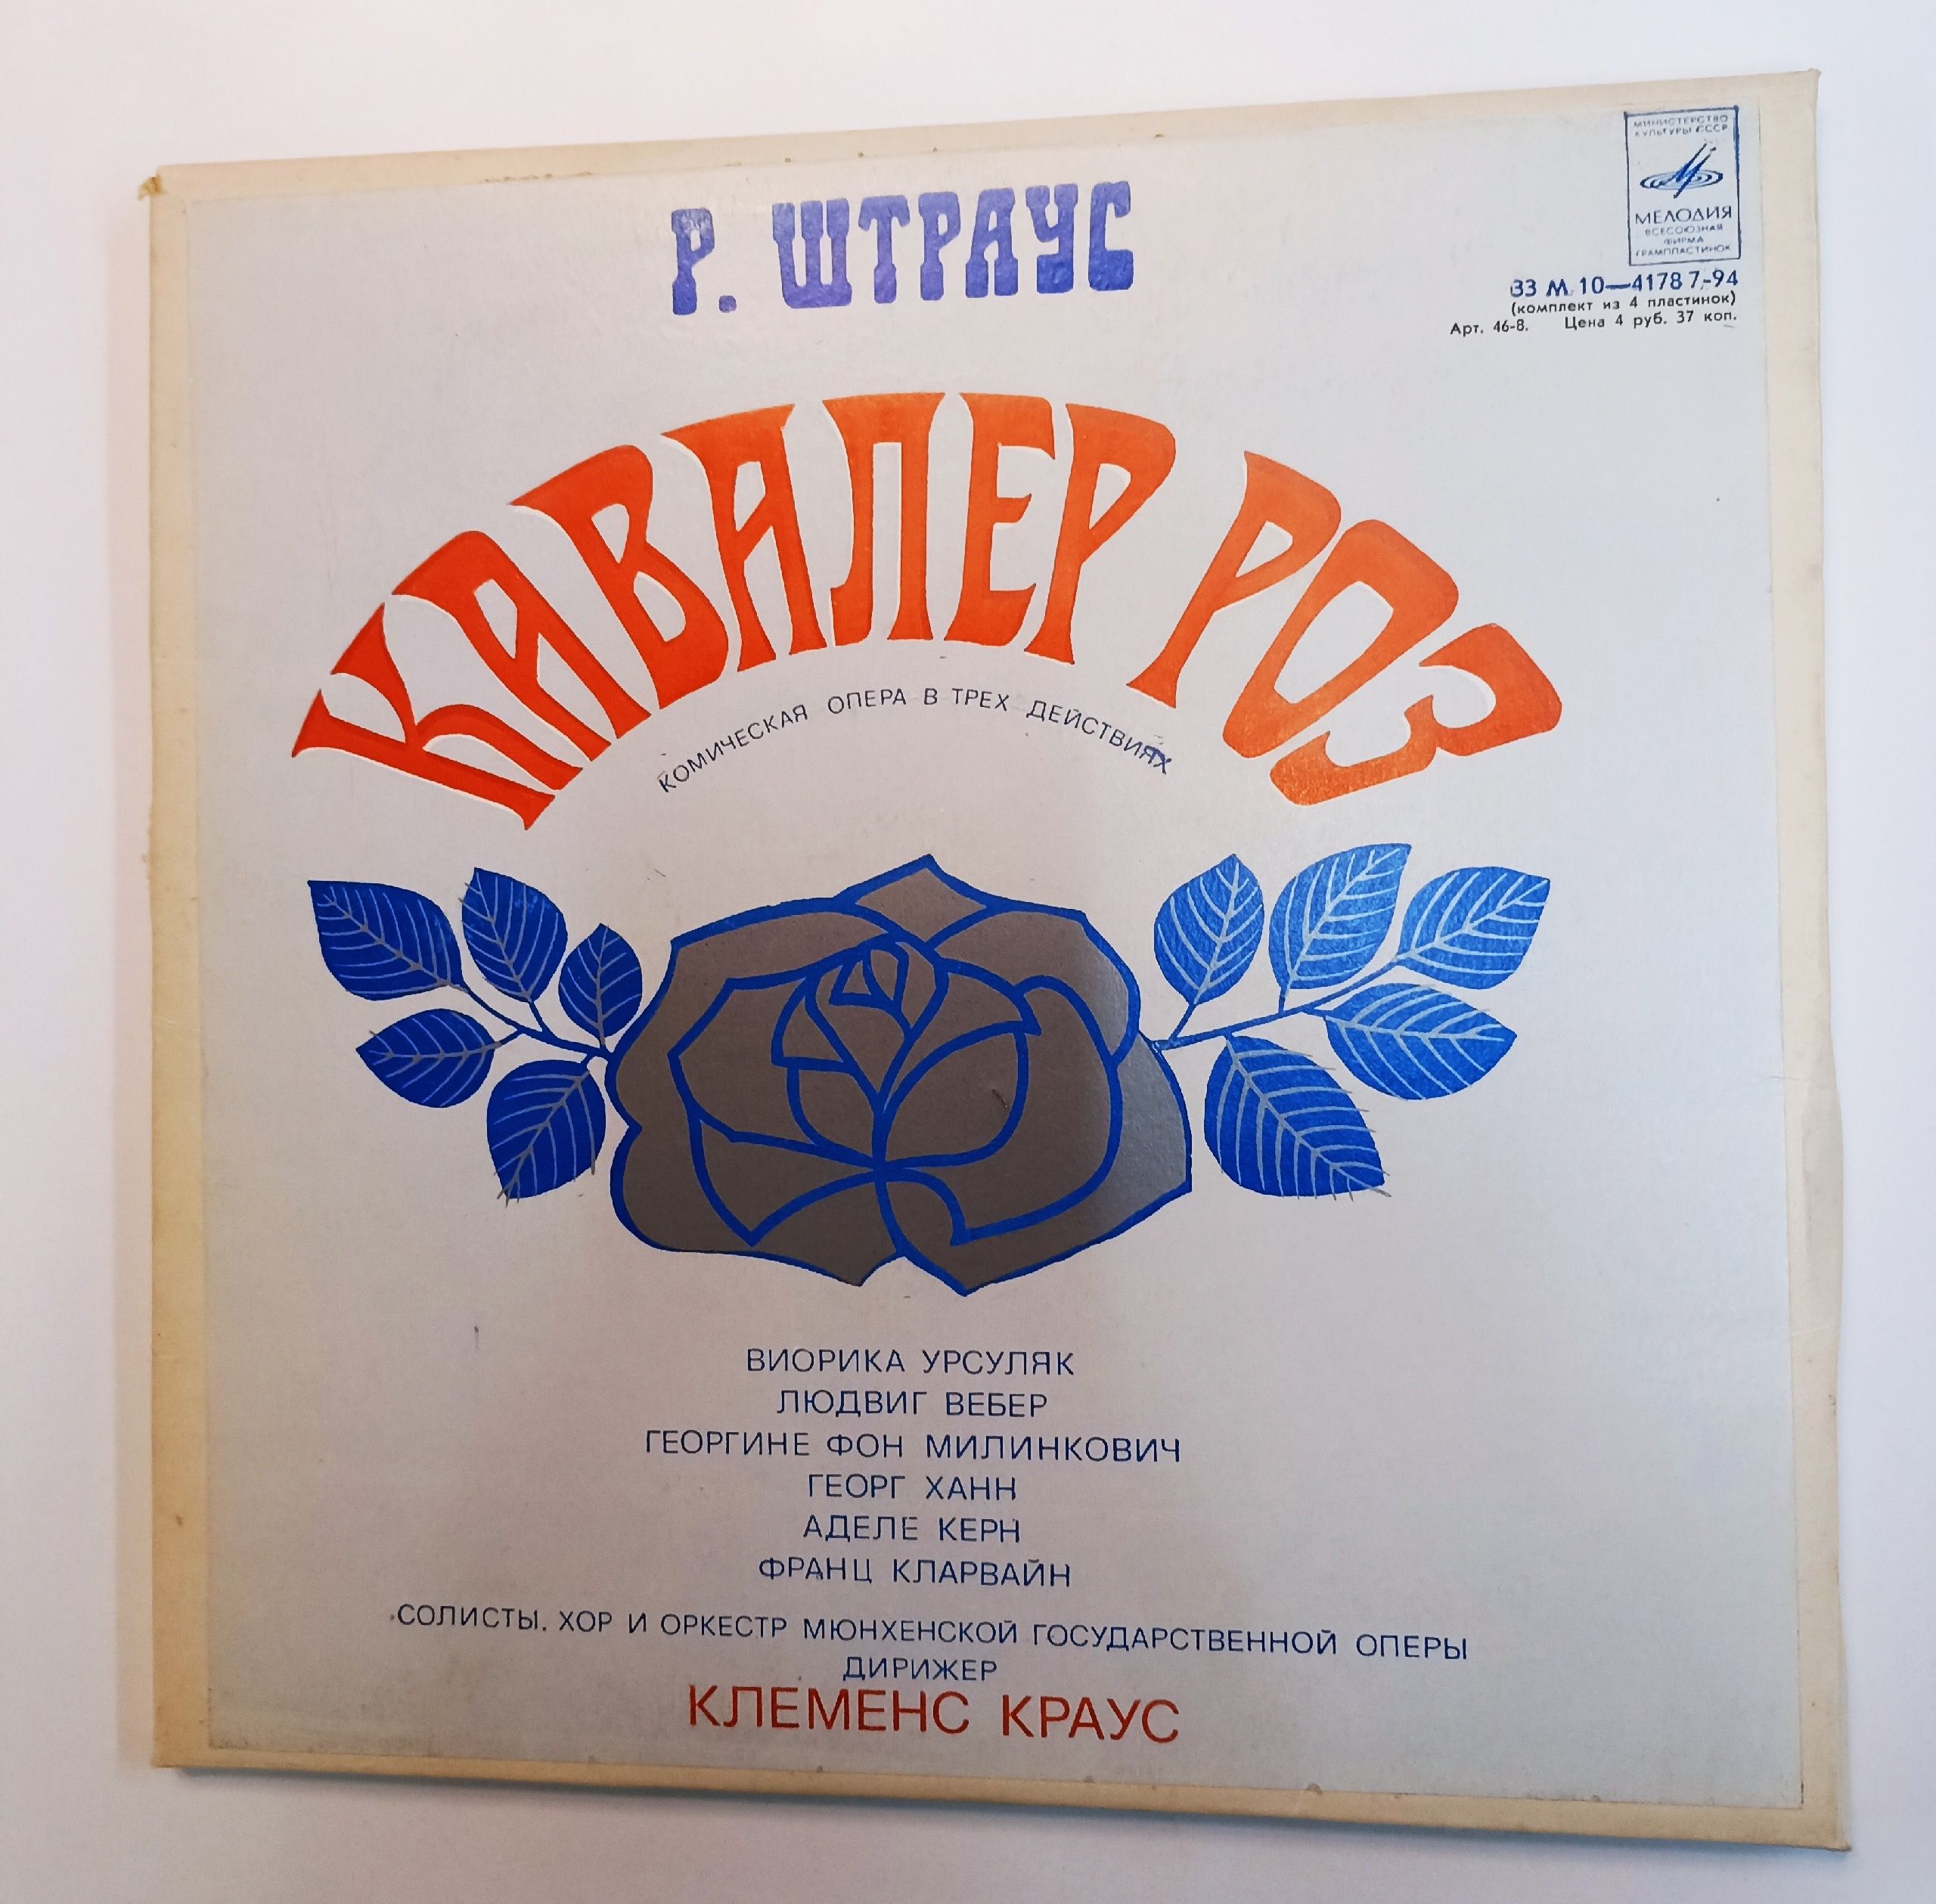 Р. ШТРАУС
МИНИСТЕРСТВО
КУЛЬТУРЫ СССР
МЕЛОДИЯ
ВСЕСОЮЗНАЯ
ФИРМА
ГРАМПЛАСТИНОК
33 М 10—41787-94
(комплект из 4 пластинок)
Арт. 46-8. Цена 4 руб. 37 коп.
КАВАЛЕР РОЗ
КОМИЧЕСКАЯ ОПЕРА В ТРЕХ ДЕЙСТВИЯХ
ВИОРИКА УРСУЛЯК
ЛЮДВИГ ВЕБЕР
ГЕОРГИНЕ ФОН МИЛИНКОВИЧ
ГЕОРГ ХАНН
АДЕЛЕ КЕРН
ФРАНЦ КЛАРВАЙН
СОЛИСТЫ. ХОР И ОРКЕСТР МЮНХЕНСКОЙ ГОСУДАРСТВЕННОЙ ОПЕРЫ
ДИРИЖЕР
КЛЕМЕНС КРАУС